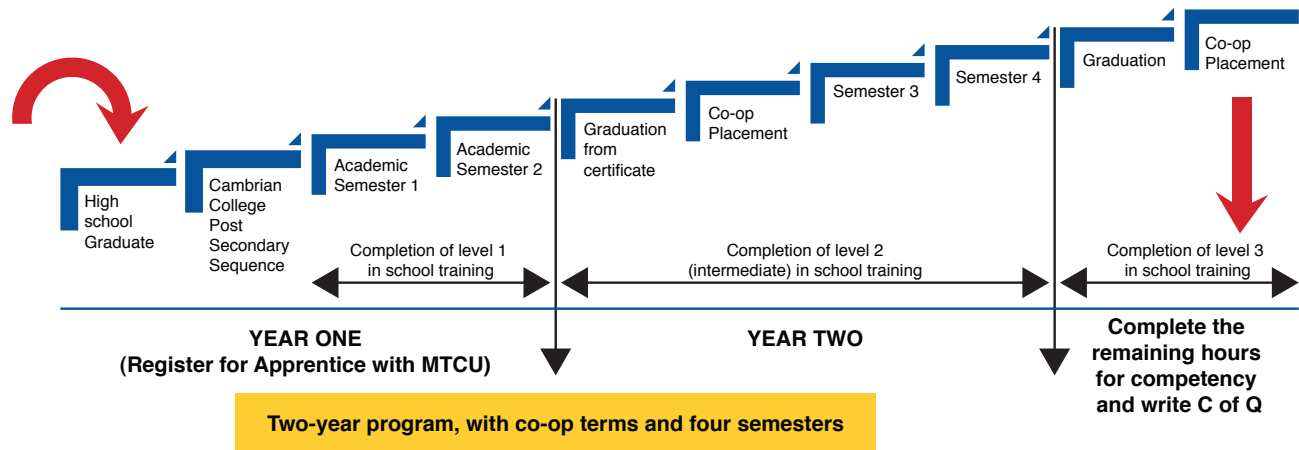 High
school
Graduate
Cambrian
College
Post
Secondary
Sequence
Academic
Semester 1
Academic
Semester 2
Graduation
from
certificate
Co-op
Placement
Semester 3
Semester 4
Graduation
Co-op
Placement
Completion of level 1
in school training
Completion of level 2
(intermediate) in school training
Completion of level 3
in school training
YEAR ONE
(Register for Apprentice with MTCU)
YEAR TWO
Complete the
remaining hours
for competency
and write C of Q
Two-year program, with co-op terms and four semesters